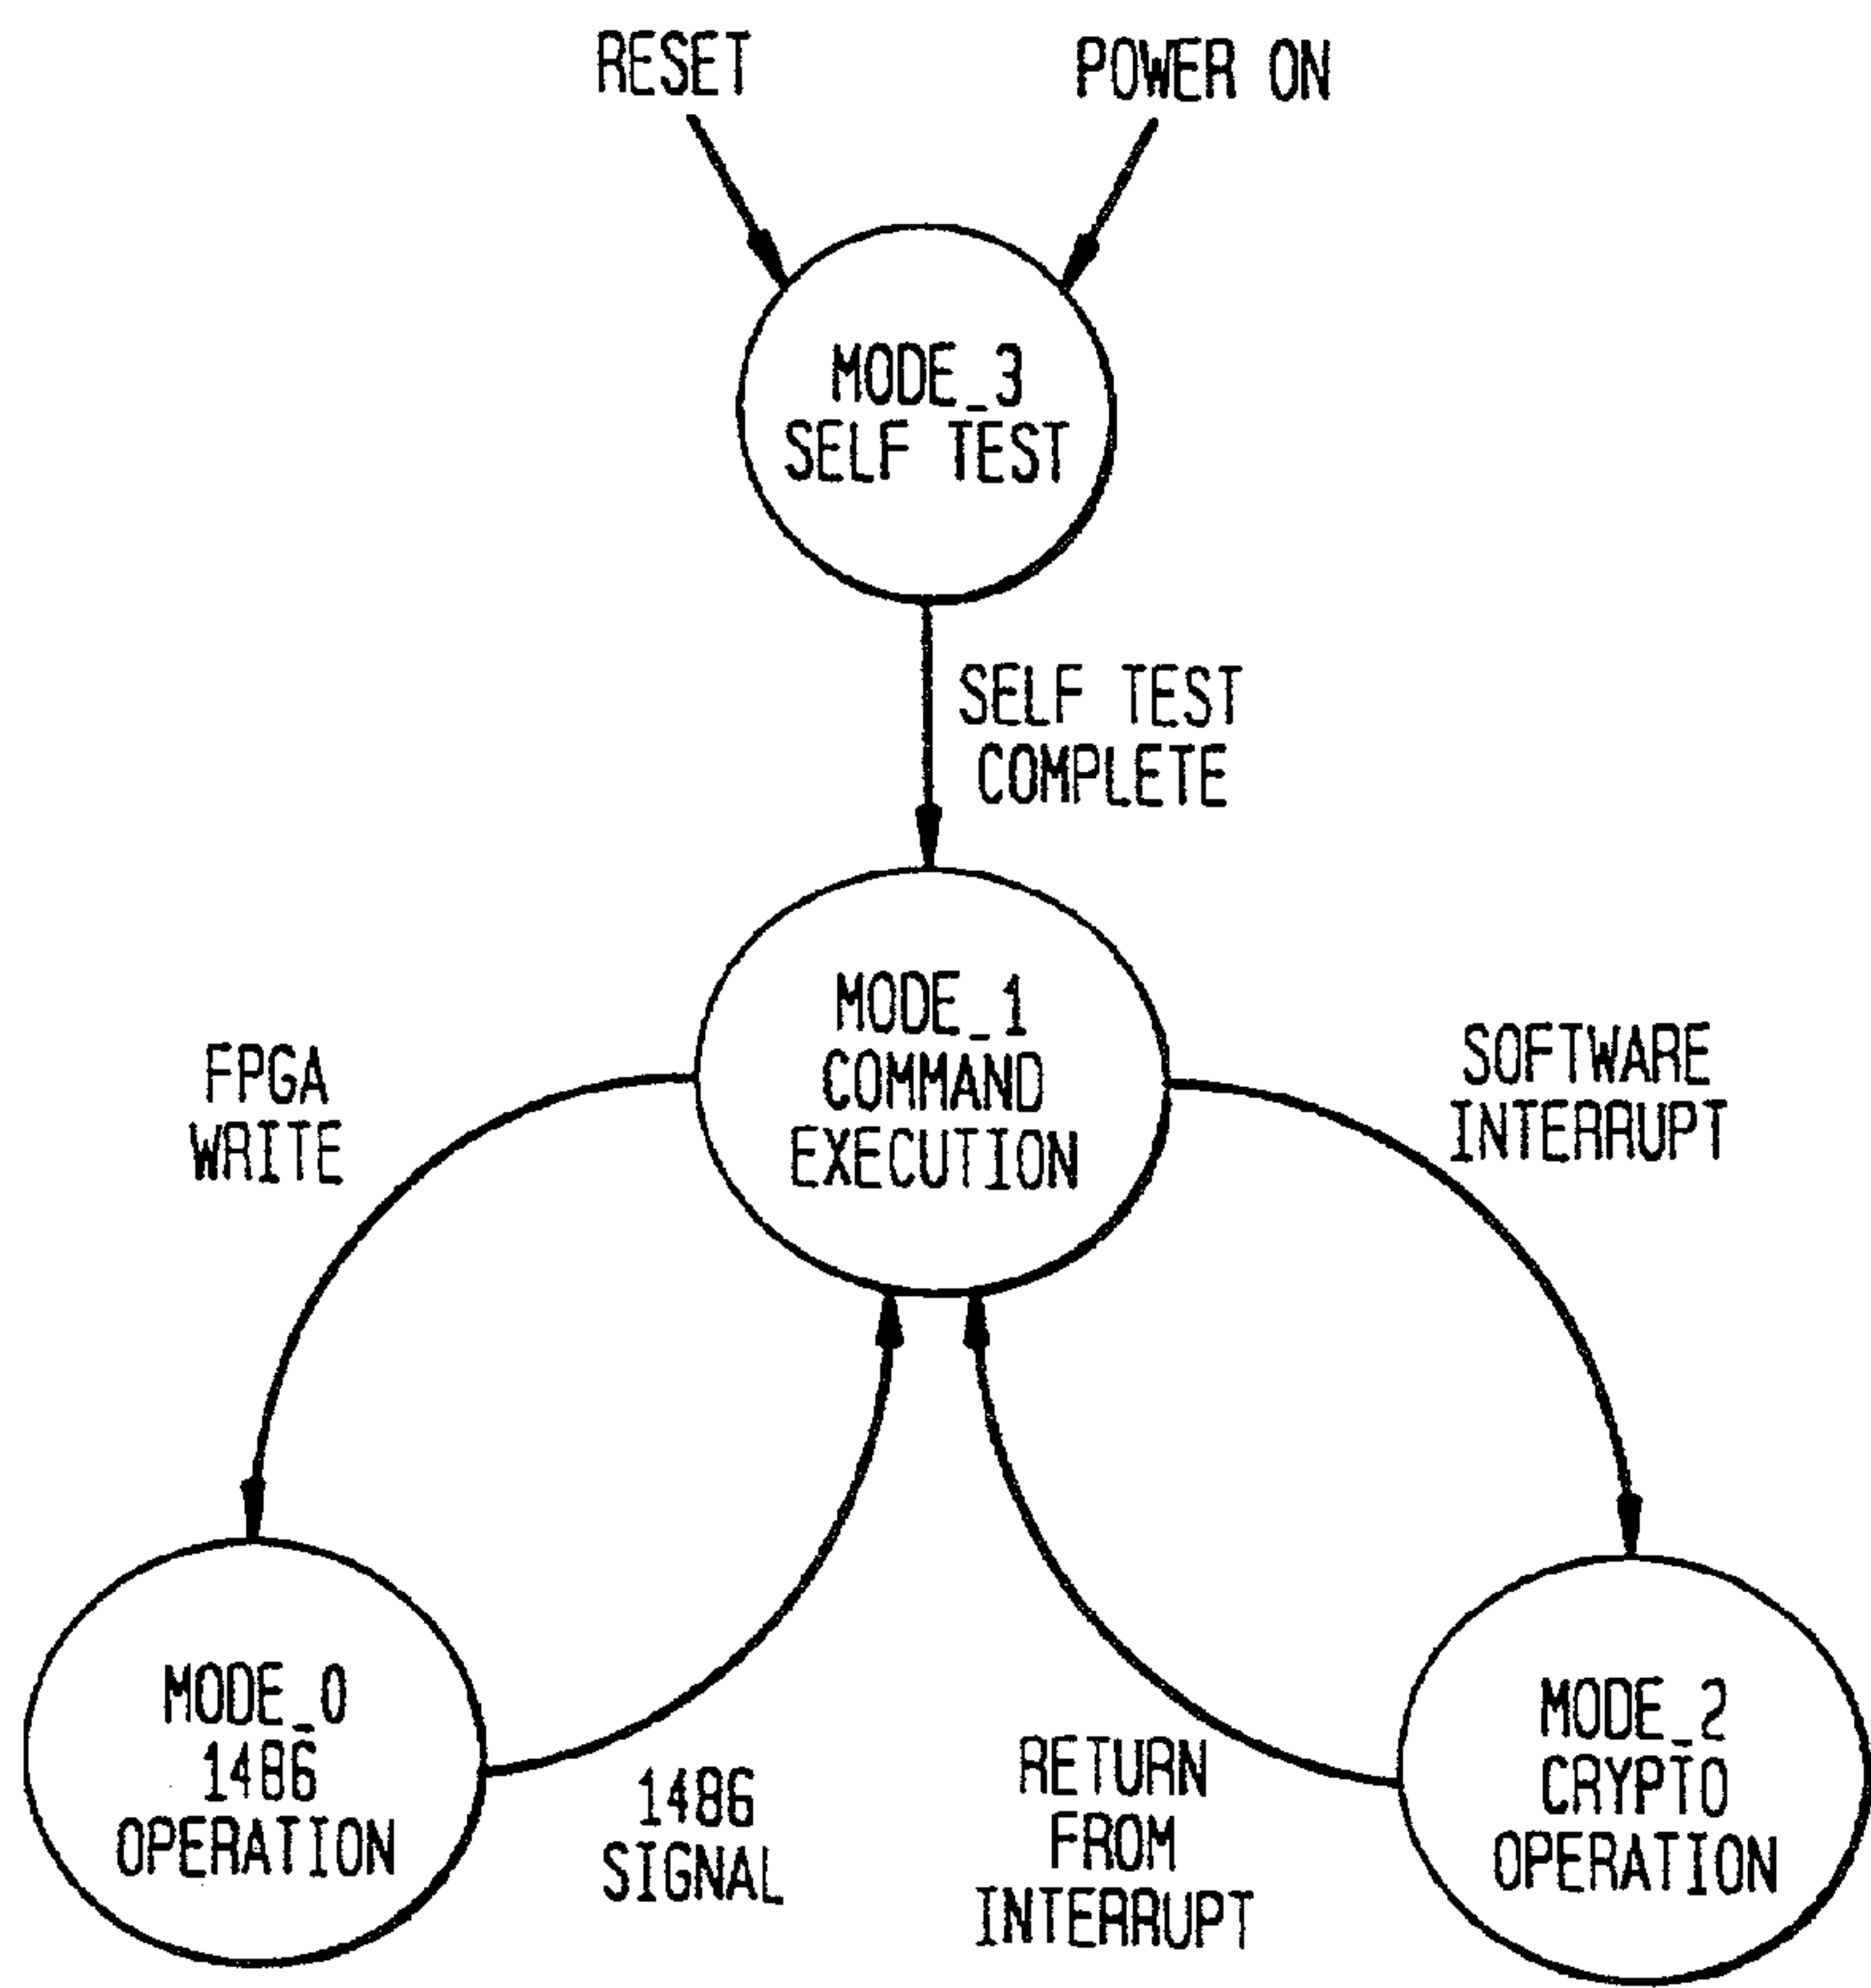 RESET
POWER ON
MODE_3
SELF TEST
SELF TEST
COMPLETE
MODE_1
COMMAND
EXECUTION
FPGA
WRITE
SOFTWARE
INTERRUPT
MODE_0
1486
OPERATION
1486
SIGNAL
RETURN
FROM
INTERRUPT
MODE_2
CRYPTO
OPERATION